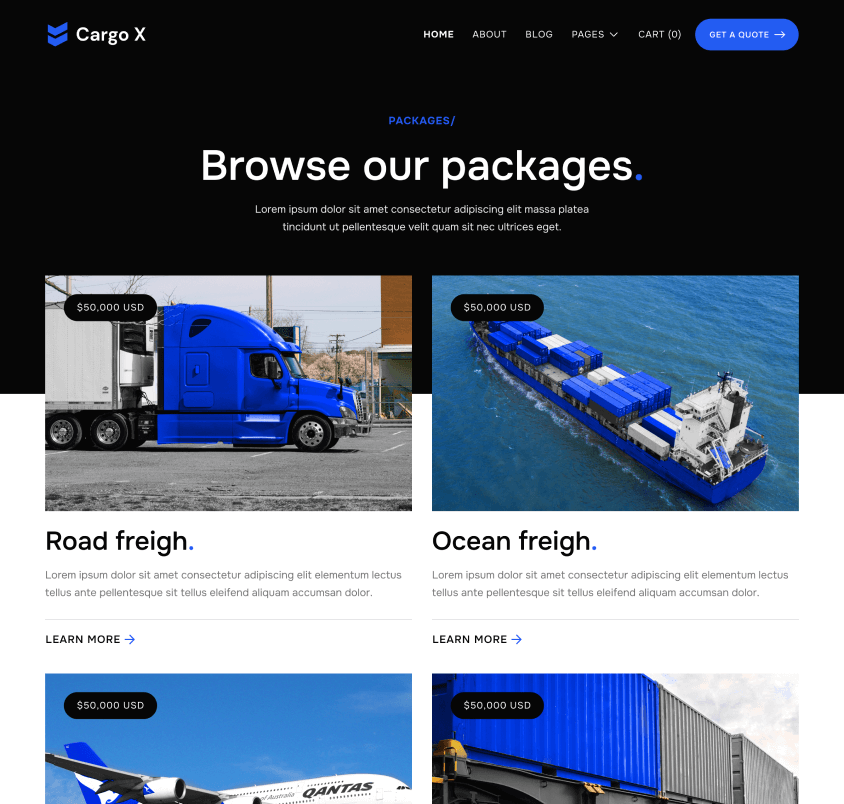 Cargo X
HOME
ABOUT
BLOG
PAGES
CART (0)
GET A QUOTE
PACKAGES/
Browse our packages.
Lorem ipsum dolor sit amet consectetur adipiscing elit massa platea
tincidunt ut pellentesque velit quam sit nec ultrices eget.
$50,000 USD
$50,000 USD
Road freigh.
Lorem ipsum dolor sit amet consectetur adipiscing elit elementum lectus
tellus ante pellentesque sit tellus eleifend aliquam accumsan dolor.
LEARN MORE
Ocean freigh.
Lorem ipsum dolor sit amet consectetur adipiscing elit elementum lectus
tellus ante pellentesque sit tellus eleifend aliquam accumsan dolor.
LEARN MORE
$50,000 USD
of Australia
QANTAS
$50,000 USD